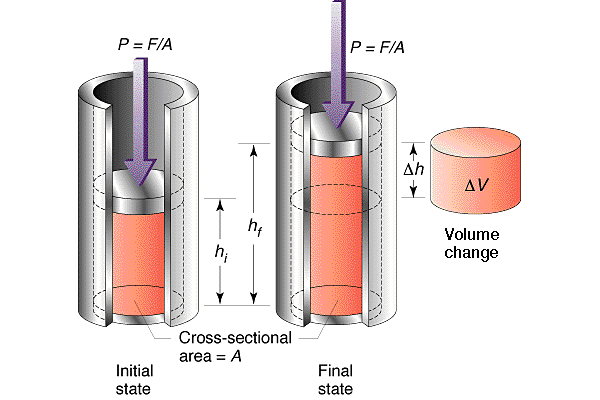 P = F/A
P = F/A
Δh
ΔV
h_f
h_i
Volume
change
Cross-sectional
area = A
Initial
state
Final
state